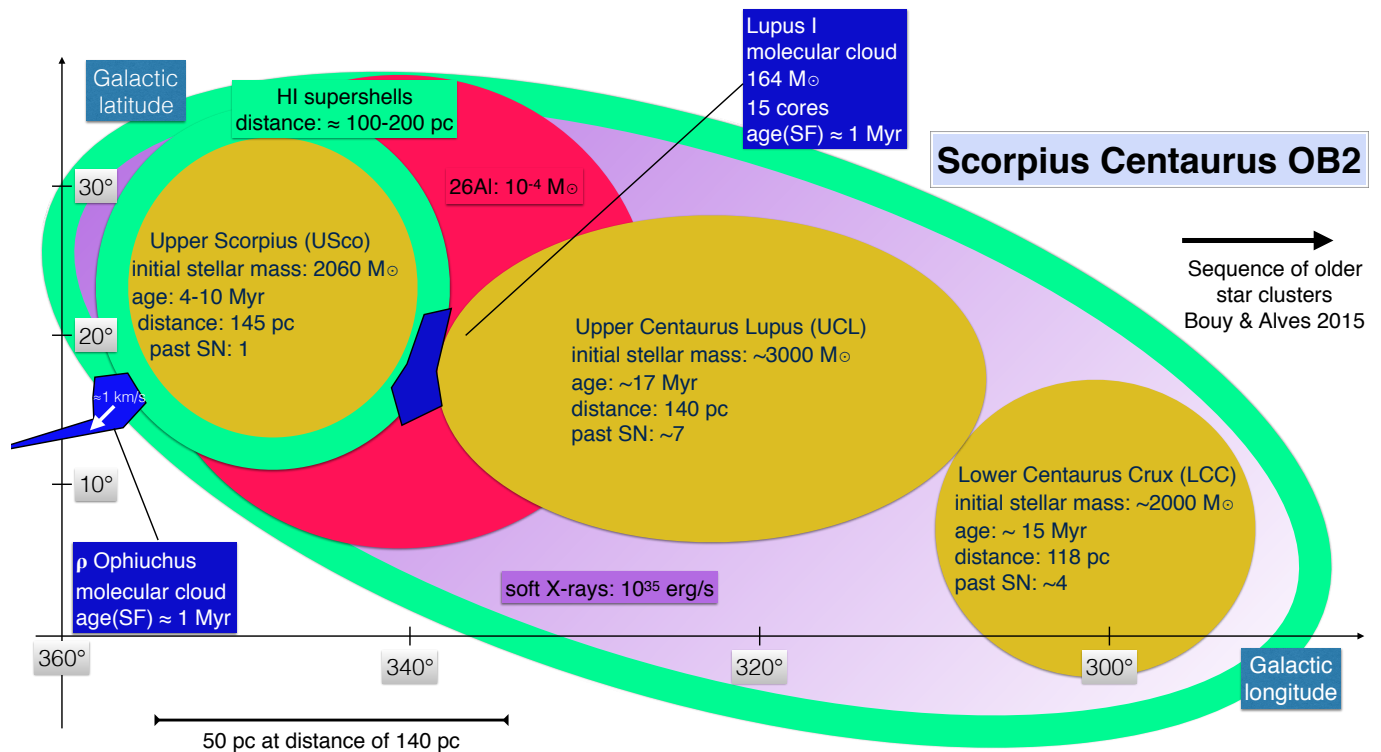 Galactic
latitude
HI supershells
distance: ≈ 100-200 pc
Lupus I
molecular cloud
164 M☉
15 cores
age(SF) ≈ 1 Myr
Scorpius Centaurus OB2
30°
26Al: 10⁻⁴ M☉
Upper Scorpius (USco)
initial stellar mass: 2060 M☉
age: 4-10 Myr
distance: 145 pc
past SN: 1
Sequence of older
star clusters
Bouy & Alves 2015
20°
Upper Centaurus Lupus (UCL)
initial stellar mass: ~3000 M☉
age: ~17 Myr
distance: 140 pc
past SN: ~7
≈1 km/s
10°
Lower Centaurus Crux (LCC)
initial stellar mass: ~2000 M☉
age: ~ 15 Myr
distance: 118 pc
past SN: ~4
ρ Ophiuchus
molecular cloud
age(SF) ≈ 1 Myr
soft X-rays: 10³⁵ erg/s
360°
340°
320°
300°
Galactic
longitude
50 pc at distance of 140 pc